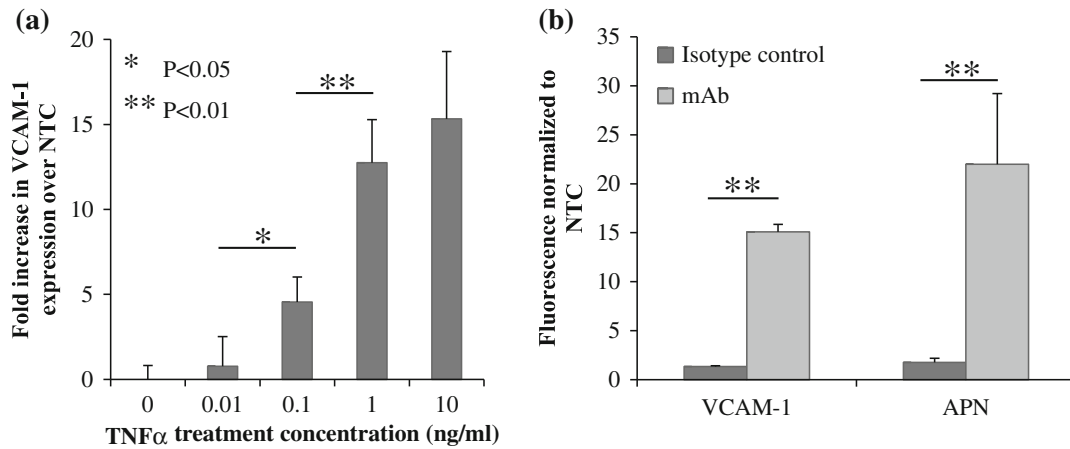 (a)
Fold increase in VCAM-1
expression over NTC
20
15
10
5
0
* P<0.05
** P<0.01
*
**
0 0.01 0.1 1 10
TNFα treatment concentration (ng/ml)
(b)
Fluorescence normalized to
NTC
35
30
25
20
15
10
5
0
Isotype control
mAb
**
**
VCAM-1 APN